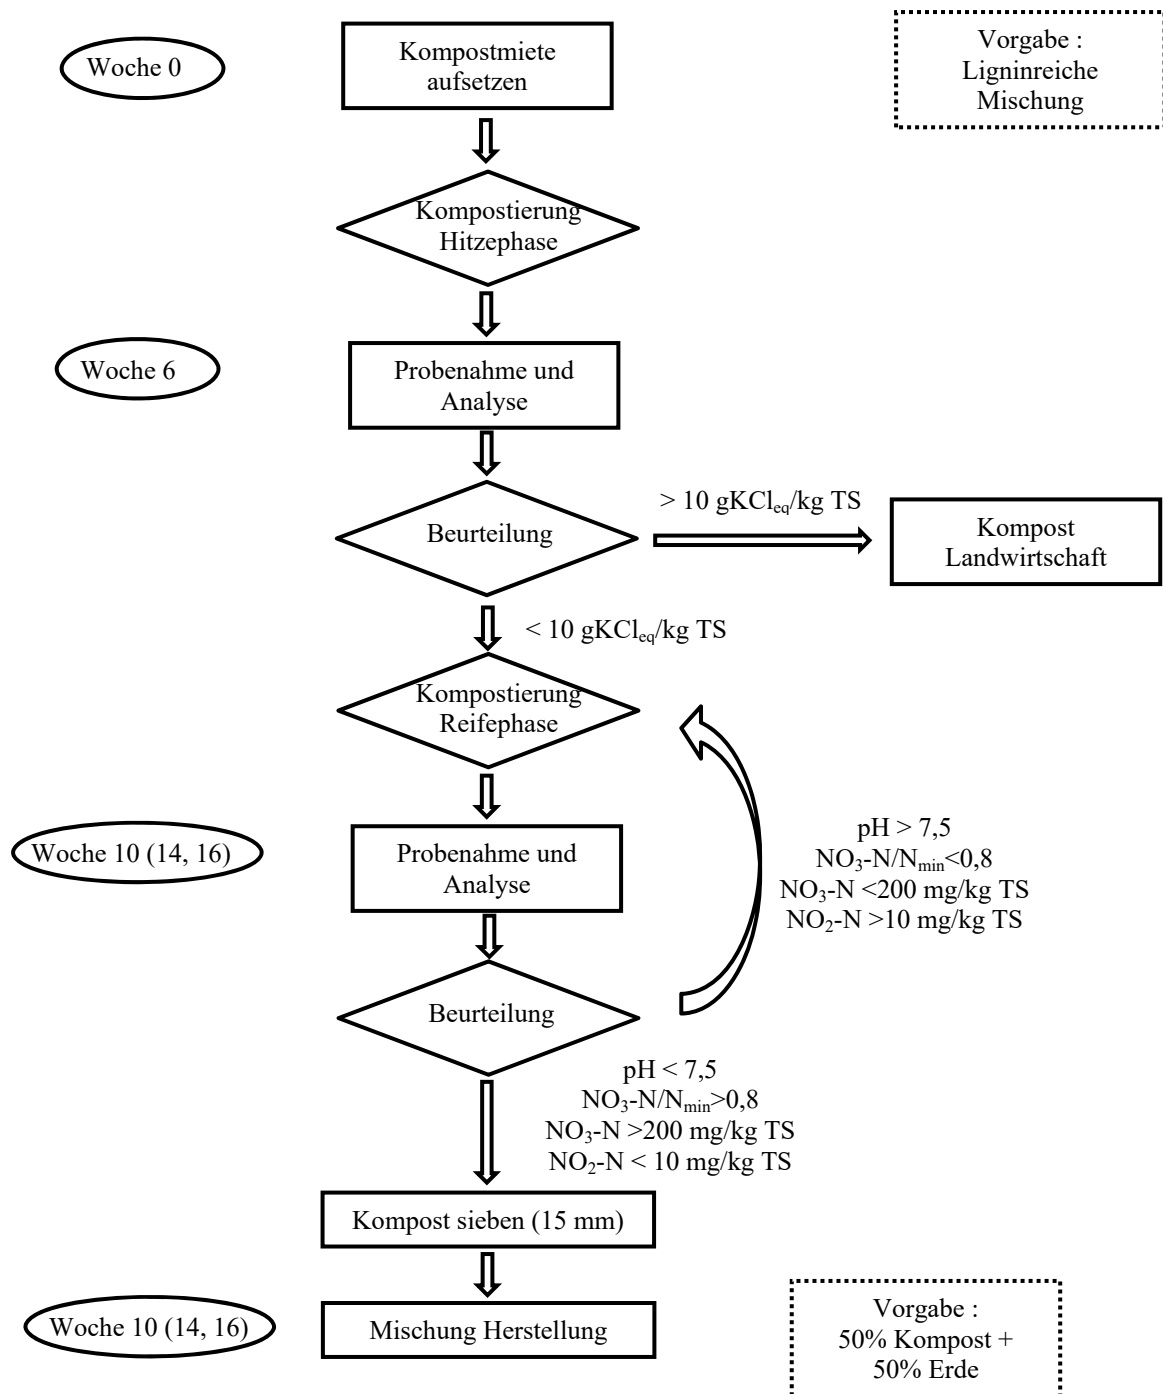 Woche 0
Kompostmiete
aufsetzen
Vorgabe :
Ligninreiche
Mischung
Kompostierung
Hitzephase
Woche 6
Probenahme und
Analyse
Beurteilung
> 10 gKCl_eq/kg TS
Kompost
Landwirtschaft
< 10 gKCl_eq/kg TS
Kompostierung
Reifephase
Woche 10 (14, 16)
Probenahme und
Analyse
pH > 7,5
NO₃-N/N_min<0,8
NO₃-N <200 mg/kg TS
NO₂-N >10 mg/kg TS
Beurteilung
pH < 7,5
NO₃-N/N_min>0,8
NO₃-N >200 mg/kg TS
NO₂-N < 10 mg/kg TS
Kompost sieben (15 mm)
Woche 10 (14, 16)
Mischung Herstellung
Vorgabe :
50% Kompost +
50% Erde